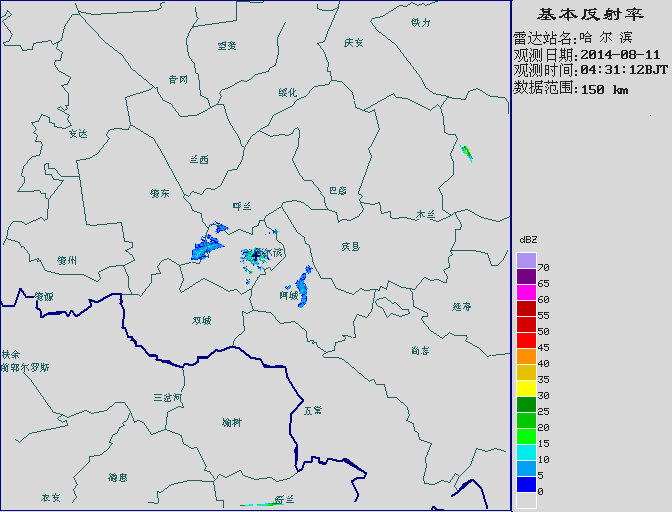 基本反射率
雷达站名:哈尔滨
观测日期:2014-08-11
观测时间:04:31:12BJT
数据范围:150 km
铁力
望奎
庆安
青冈
绥化
安达
兰西
肇东
巴彦
呼兰
木兰
宾县
肇州
阿城
肇源
延寿
双城
尚志
扶余
前郭尔罗斯
三岔河
五常
榆树
德惠
农安
舒兰
dBZ
70
65
60
55
50
45
40
35
30
25
20
15
10
5
0